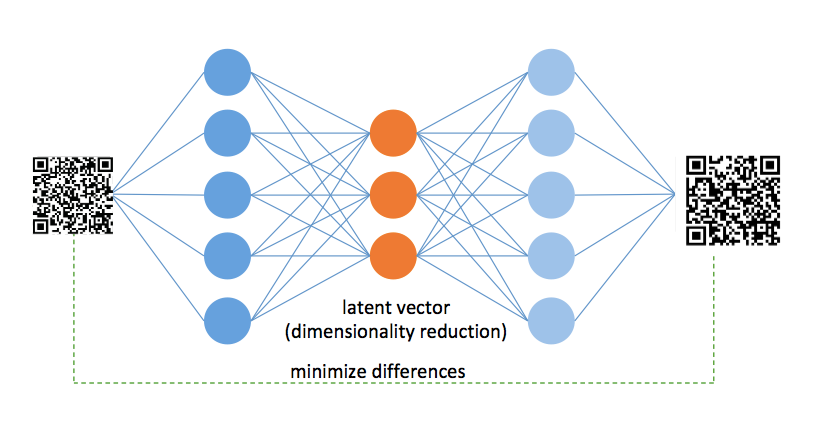 latent vector
(dimensionality reduction)
minimize differences